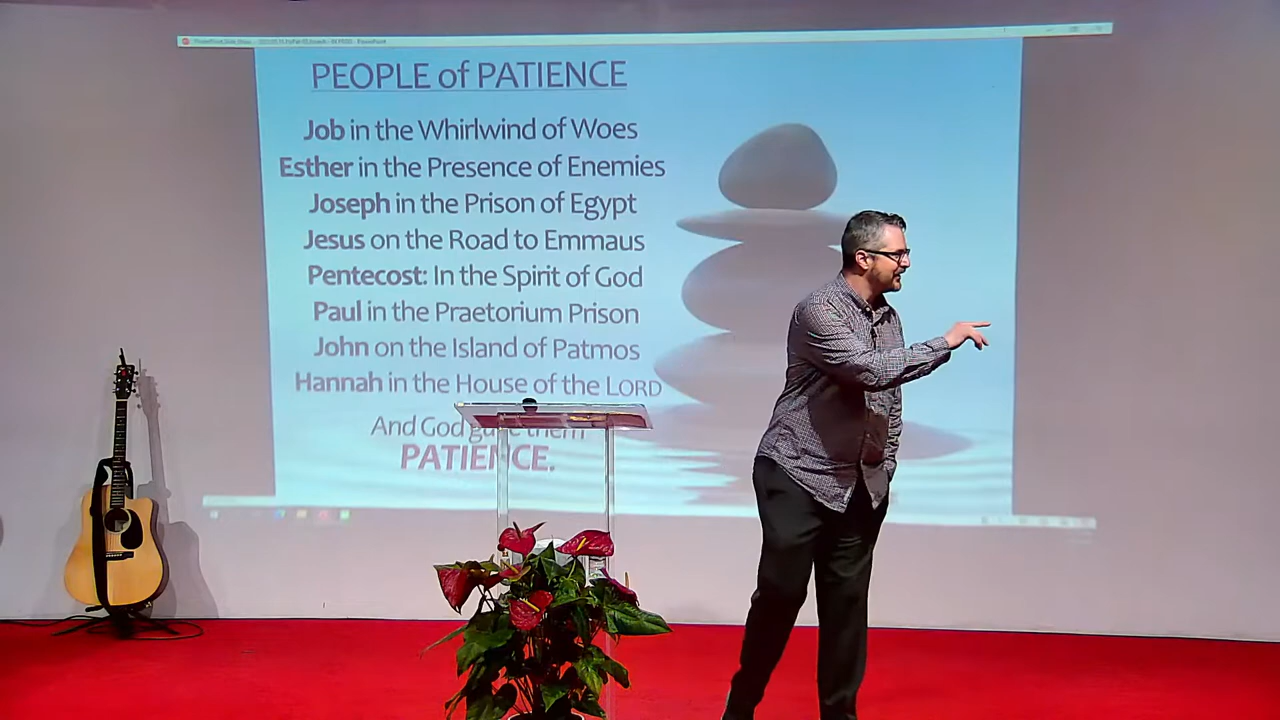 PEOPLE of PATIENCE
Job in the Whirlwind of Woes
Esther in the Presence of Enemies
Joseph in the Prison of Egypt
Jesus on the Road to Emmaus
Pentecost: In the Spirit of God
Paul in the Praetorium Prison
John on the Island of Patmos
Hannah in the House of the LORD
And God gave them
PATIENCE.